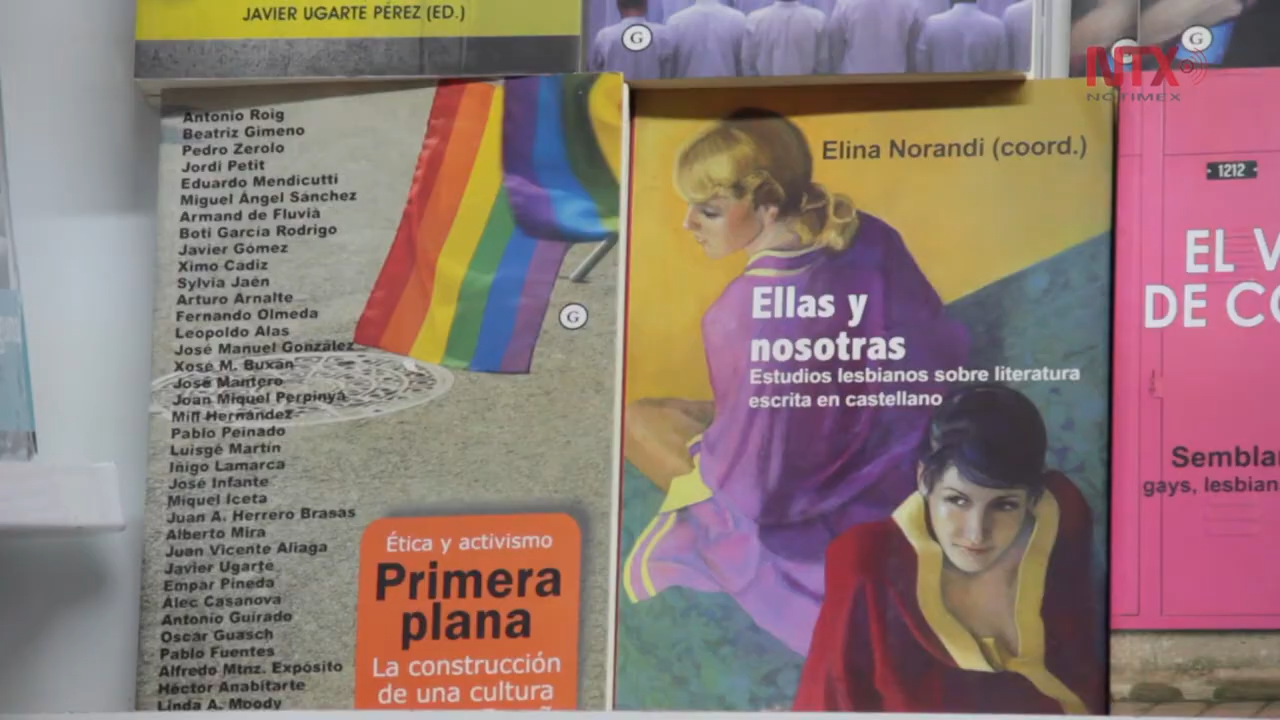 JAVIER UGARTE PÉREZ (ED.)
G
G
NTX
NOTIMEX
Antonio Roig
Beatriz Gimeno
Pedro Zerolo
Jordi Petit
Eduardo Mendicutti
Miguel Ángel Sánchez
Armand de Fluviá
Boti García Rodrigo
Javier Gómez
Ximo Cádiz
Sylvia Jaén
Arturo Arnalte
Fernando Olmeda
Leopoldo Alas
José Manuel González
Xosé M. Buxán
José Mantero
Joan Miquel Perpinyà
Mili Hernández
Pablo Peinado
Luisgé Martín
Iñigo Lamarca
José Infante
Miquel Iceta
Juan A. Herrero Brasas
Alberto Mira
Juan Vicente Aliaga
Javier Ugarte
Empar Pineda
Álec Casanova
Antonio Guirado
Óscar Guasch
Pablo Fuentes
Alfredo Mtnz. Expósito
Héctor Anabitarte
Linda A. Moody
G
Ética y activismo
Primera
plana
La construcción
de una cultura
Elina Norandi (coord.)
Ellas y
nosotras
Estudios lesbianos sobre literatura
escrita en castellano
1212
EL V
DE CO
Sembla
gays, lesbian